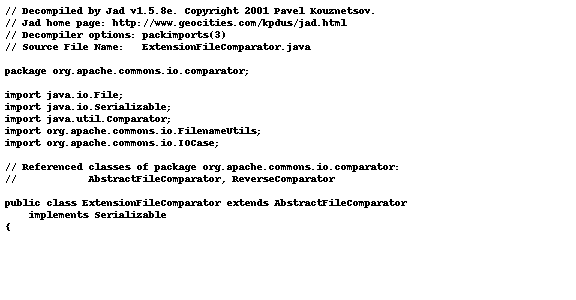 // Decompiled by Jad v1.5.8e. Copyright 2001 Pavel Kouznetsov.
// Jad home page: http://www.geocities.com/kpdus/jad.html
// Decompiler options: packimports(3)
// Source File Name:   ExtensionFileComparator.java

package org.apache.commons.io.comparator;

import java.io.File;
import java.io.Serializable;
import java.util.Comparator;
import org.apache.commons.io.FilenameUtils;
import org.apache.commons.io.IOCase;

// Referenced classes of package org.apache.commons.io.comparator:
//            AbstractFileComparator, ReverseComparator

public class ExtensionFileComparator extends AbstractFileComparator
    implements Serializable
{